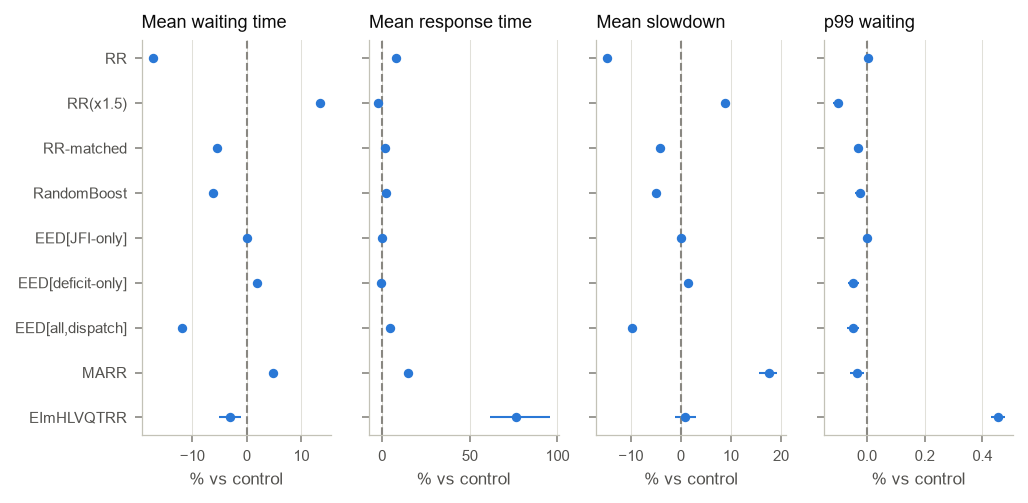 Mean waiting time
Mean response time
Mean slowdown
p99 waiting
RR
RR(x1.5)
RR-matched
RandomBoost
EED[JFI-only]
EED[deficit-only]
EED[all,dispatch]
MARR
EImHLVQTRR
−10 0 10
0 50 100
−10 0 10 20
0.0 0.2 0.4
% vs control
% vs control
% vs control
% vs control